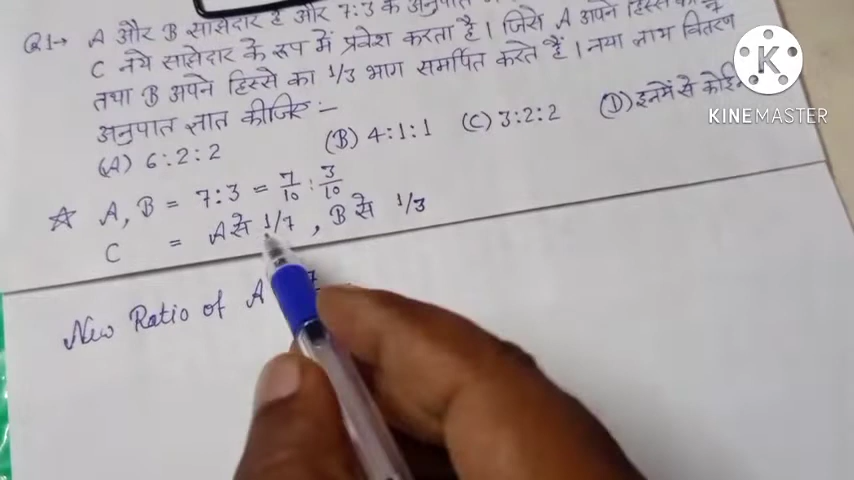 Q1→ A और B साझेदार है और 7:3 के अनुपात
C नये साझेदार के रूप में प्रवेश करता है। जिसे A अपने हिस्से का
तथा B अपने हिस्से का 1/3 भाग समर्पित करते हैं। नया लाभ वितरण
अनुपात ज्ञात कीजिए :-
(A) 6:2:2 (B) 4:1:1 (C) 3:2:2 (D) इनमें से
☆ A, B = 7:3 = 7/10 : 3/10
C = A से 1/7, B से 1/3
New Ratio of A
K
KINEMASTER